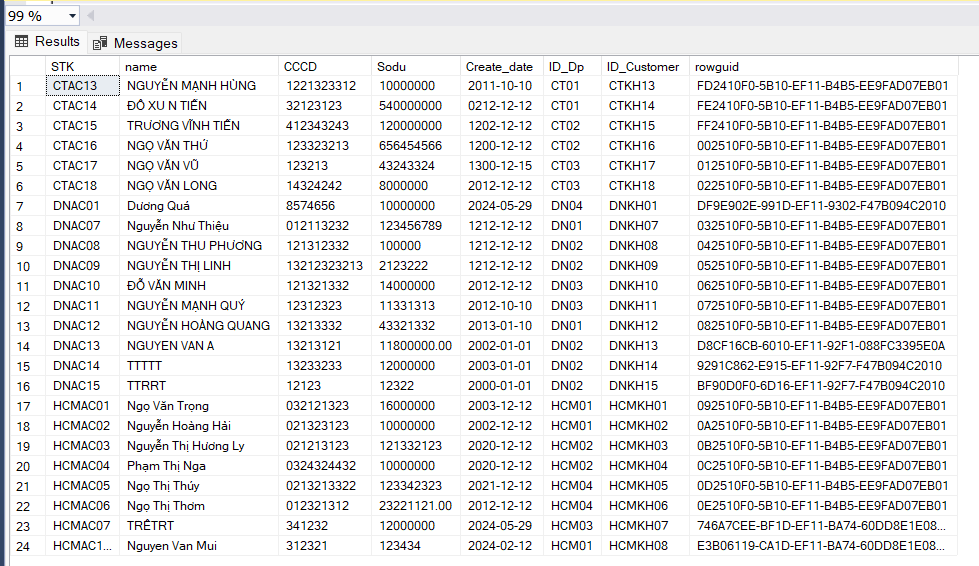 99 %
Results Messages
STK name CCCD Sodu Create_date ID_Dp ID_Customer rowguid
1 CTAC13 NGUYỄN MẠNH HÙNG 1221323312 10000000 2011-10-10 CT01 CTKH13 FD2410F0-5B10-EF11-B4B5-EE9FAD07EB01
2 CTAC14 ĐỖ XU N TIẾN 32123123 540000000 0212-12-12 CT01 CTKH14 FE2410F0-5B10-EF11-B4B5-EE9FAD07EB01
3 CTAC15 TRƯƠNG VĨNH TIẾN 412343243 120000000 1202-12-12 CT02 CTKH15 FF2410F0-5B10-EF11-B4B5-EE9FAD07EB01
4 CTAC16 NGỌ VĂN THỨ 123323213 656454566 1200-12-12 CT02 CTKH16 002510F0-5B10-EF11-B4B5-EE9FAD07EB01
5 CTAC17 NGỌ VĂN VŨ 123213 43243324 1300-12-15 CT03 CTKH17 012510F0-5B10-EF11-B4B5-EE9FAD07EB01
6 CTAC18 NGỌ VĂN LONG 14324242 8000000 2012-12-12 CT03 CTKH18 022510F0-5B10-EF11-B4B5-EE9FAD07EB01
7 DNAC01 Dương Quá 8574656 10000000 2024-05-29 DN04 DNKH01 DF9E902E-991D-EF11-9302-F47B094C2010
8 DNAC07 Nguyễn Như Thiệu 012113232 123456789 1212-12-12 DN01 DNKH07 032510F0-5B10-EF11-B4B5-EE9FAD07EB01
9 DNAC08 NGUYỄN THU PHƯƠNG 121312332 100000 1212-12-12 DN02 DNKH08 042510F0-5B10-EF11-B4B5-EE9FAD07EB01
10 DNAC09 NGUYỄN THỊ LINH 13212323213 2123222 1212-12-12 DN02 DNKH09 052510F0-5B10-EF11-B4B5-EE9FAD07EB01
11 DNAC10 ĐỖ VĂN MINH 121321332 14000000 2012-12-12 DN03 DNKH10 062510F0-5B10-EF11-B4B5-EE9FAD07EB01
12 DNAC11 NGUYỄN MẠNH QUÝ 12312323 11331313 2012-10-10 DN03 DNKH11 072510F0-5B10-EF11-B4B5-EE9FAD07EB01
13 DNAC12 NGUYỄN HOÀNG QUANG 13213332 43321332 2013-01-10 DN01 DNKH12 082510F0-5B10-EF11-B4B5-EE9FAD07EB01
14 DNAC13 NGUYEN VAN A 13213121 11800000.00 2002-01-01 DN02 DNKH13 D8CF16CB-6010-EF11-92F1-088FC3395E0A
15 DNAC14 TTTTT 13233233 12000000 2003-01-01 DN02 DNKH14 9291C862-E915-EF11-92F7-F47B094C2010
16 DNAC15 TTRRT 12123 12322 2000-01-01 DN02 DNKH15 BF90D0F0-6D16-EF11-92F7-F47B094C2010
17 HCMAC01 Ngọ Văn Trọng 032121323 16000000 2003-12-12 HCM01 HCMKH01 092510F0-5B10-EF11-B4B5-EE9FAD07EB01
18 HCMAC02 Nguyễn Hoàng Hải 021323123 10000000 2002-12-12 HCM01 HCMKH02 0A2510F0-5B10-EF11-B4B5-EE9FAD07EB01
19 HCMAC03 Nguyễn Thị Hương Ly 021213123 121332123 2020-12-12 HCM02 HCMKH03 0B2510F0-5B10-EF11-B4B5-EE9FAD07EB01
20 HCMAC04 Phạm Thị Nga 0324324432 10000000 2020-12-12 HCM02 HCMKH04 0C2510F0-5B10-EF11-B4B5-EE9FAD07EB01
21 HCMAC05 Ngọ Thị Thúy 0213213322 123342323 2021-12-12 HCM04 HCMKH05 0D2510F0-5B10-EF11-B4B5-EE9FAD07EB01
22 HCMAC06 Ngọ Thị Thơm 012321312 23221121.00 2012-12-12 HCM04 HCMKH06 0E2510F0-5B10-EF11-B4B5-EE9FAD07EB01
23 HCMAC07 TRẾTRT 341232 12000000 2024-05-29 HCM03 HCMKH07 746A7CEE-BF1D-EF11-BA74-60DD8E1E08...
24 HCMAC1... Nguyen Van Mui 312321 123434 2024-02-12 HCM01 HCMKH08 E3B06119-CA1D-EF11-BA74-60DD8E1E08...